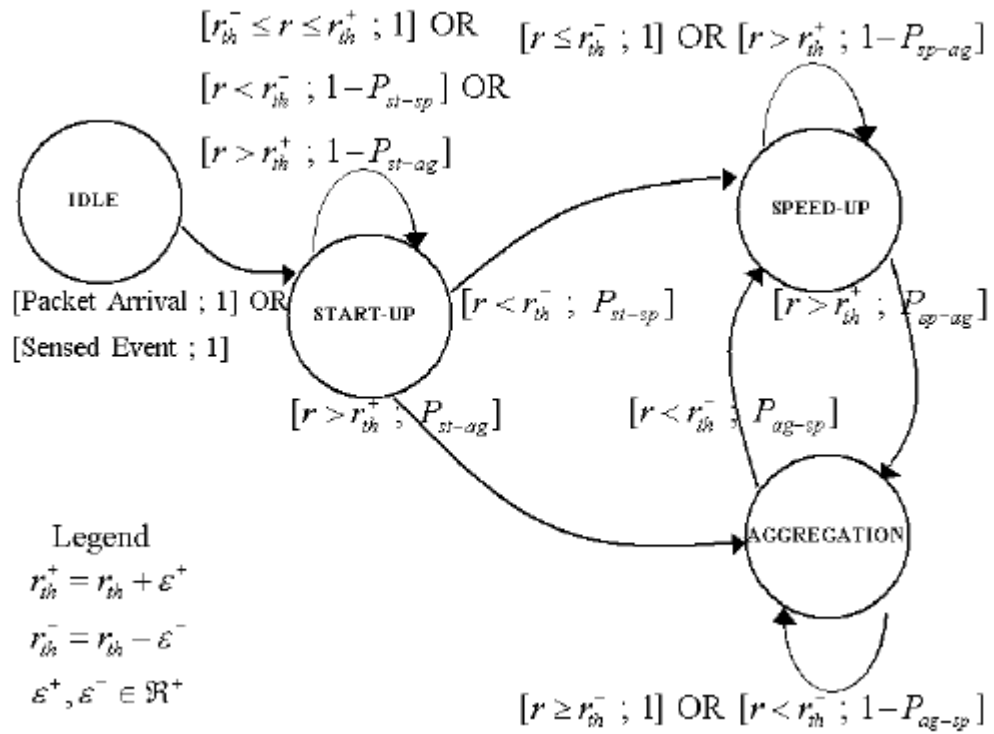 [r_th^- ≤ r ≤ r_th^+ ; 1] OR
[r < r_th^- ; 1−P_st−sp] OR
[r > r_th^+ ; 1−P_st−ag]
[r ≤ r_th^- ; 1] OR [r > r_th^+ ; 1−P_sp−ag]
IDLE
SPEED-UP
[Packet Arrival ; 1] OR
[Sensed Event ; 1]
START-UP
[r < r_th^- ; P_st−sp]
[r > r_th^+ ; P_sp−ag]
[r > r_th^+ ; P_st−ag]
[r < r_th^- ; P_ag−sp]
AGGREGATION
Legend
r_th^+ = r_th + ε^+
r_th^- = r_th − ε^-
ε^+, ε^- ∈ ℜ^+
[r ≥ r_th^- ; 1] OR [r < r_th^- ; 1−P_ag−sp]